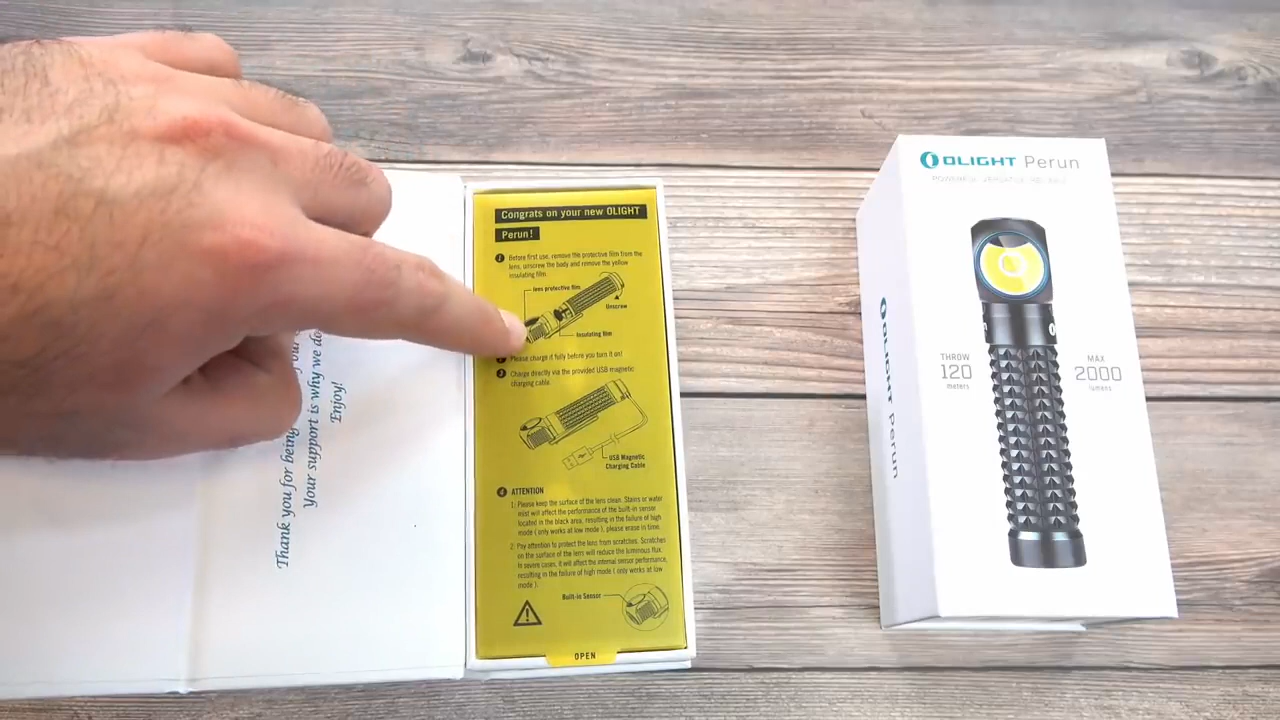 Thank you for being our
Your support is why we do
Enjoy!
Congrats on your new OLIGHT
Perun!
1 Before first use, remove the protective film from the
lens, unscrew the body and remove the yellow
insulating film.
lens protective film
Unscrew
Insulating film
Please charge it fully before you turn it on!
3 Charge directly via the provided USB magnetic
charging cable.
USB Magnetic
Charging Cable
4 ATTENTION
1. Please keep the surface of the lens clean. Stairs or water
mist will affect the performance of the built-in sensor
located in the black area, resulting in the failure of high
mode ( only works at low mode ), please erase in time.
2. Pay attention to protect the lens from scratches. Scratches
on the surface of the lens will reduce the luminous flux.
In severe cases, it will affect the internal sensor performance,
resulting in the failure of high mode ( only works at low
mode ).
Built-in Sensor
OPEN
OLIGHT Perun
THROW
120
meters
MAX
2000
lumens
OLIGHT Perun